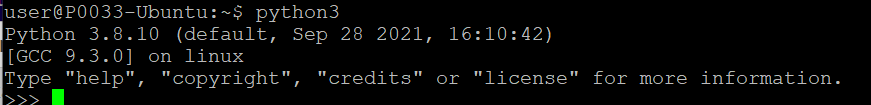 user@P0033-Ubuntu:~$ python3
Python 3.8.10 (default, Sep 28 2021, 16:10:42)
[GCC 9.3.0] on linux
Type "help", "copyright", "credits" or "license" for more information.
>>>